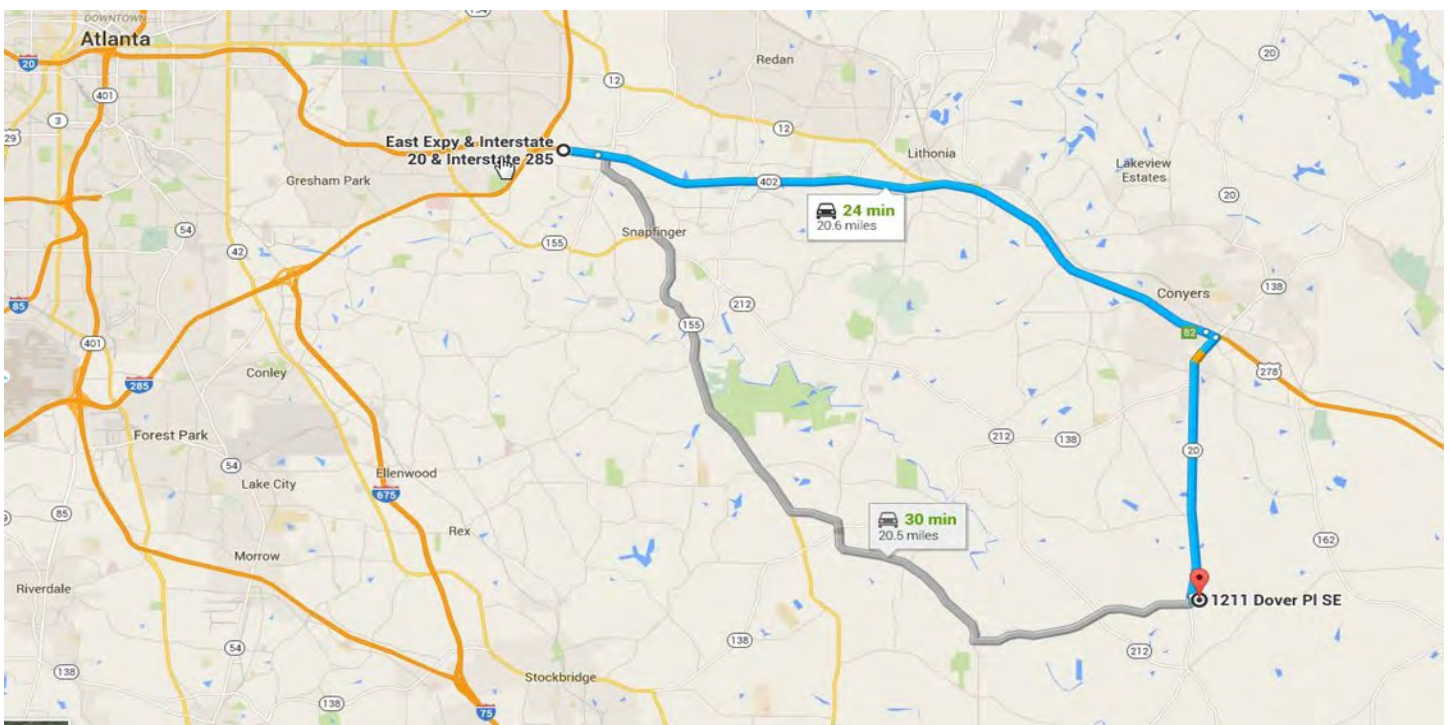 DOWNTOWN
Atlanta
20
401
3
29
154
12
Redan
20
12
East Expy & Interstate
20 & Interstate 285
Gresham Park
Lithonia
Lakeview
Estates
402
24 min
20.6 miles
20
54
42
155
Snapfinger
85
401
212
155
Conyers
138
82
278
285
Conley
Forest Park
54
Lake City
Ellenwood
675
212
138
20
85
Rex
30 min
20.5 miles
162
Morrow
Riverdale
1211 Dover Pl SE
54
138
138
212
Stockbridge
138
75